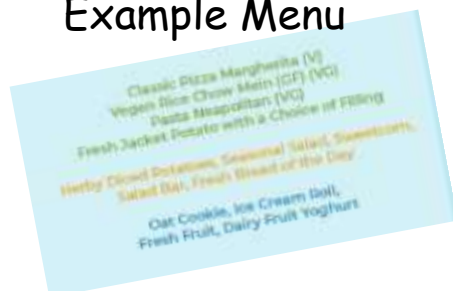 Example Menu
Classic Pizza Margherita (V)
Vegan Rice Chow Mein (GF) (VG)
Pasta Neapolitan (VG)
Fresh Jacket Potato with a Choice of Filling
Herby Diced Potatoes, Seasonal Salad, Sweetcorn,
Salad Bar, Fresh Bread of the Day
Oat Cookie, Ice Cream Roll,
Fresh Fruit, Dairy Fruit Yoghurt